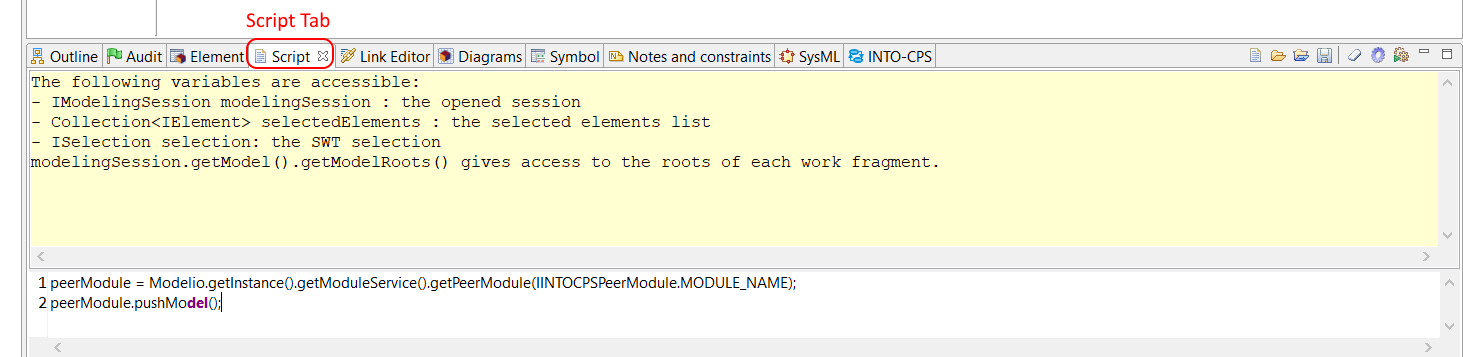 Script Tab
Outline Audit Element Script Link Editor Diagrams Symbol Notes and constraints SysML INTO-CPS
The following variables are accessible:
- IModelingSession modelingSession : the opened session
- Collection<IElement> selectedElements : the selected elements list
- ISelection selection: the SWT selection
modelingSession.getModel().getModelRoots() gives access to the roots of each work fragment.
1 peerModule = Modelio.getInstance().getModuleService().getPeerModule(IINTOCPSPeerModule.MODULE_NAME);
2 peerModule.pushModel();